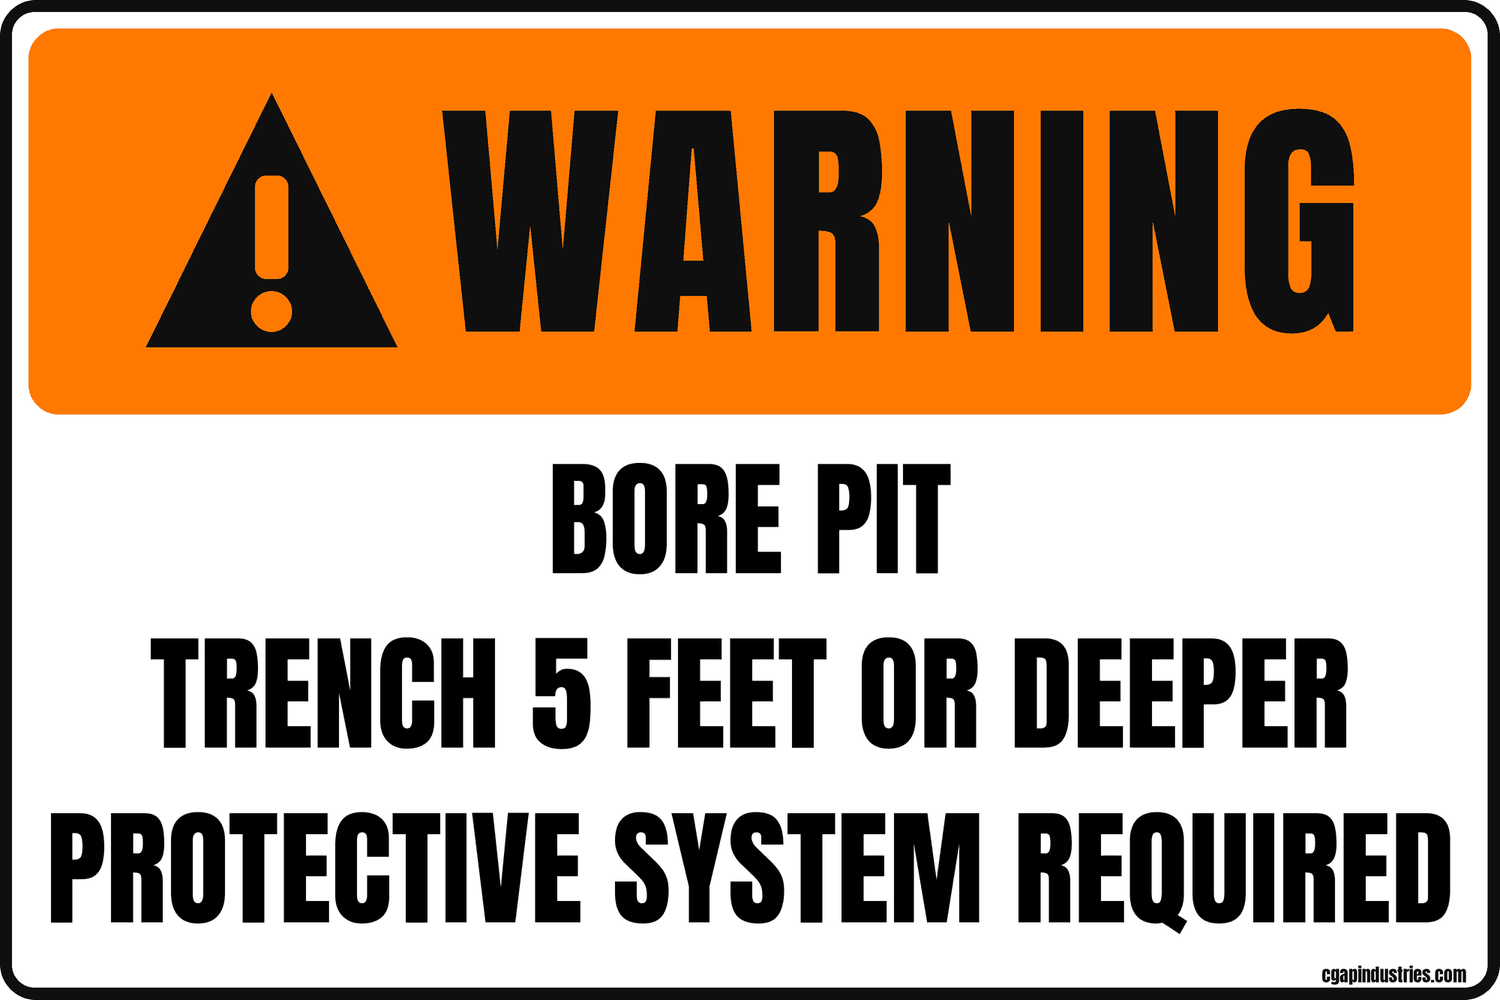 WARNING
BORE PIT
TRENCH 5 FEET OR DEEPER
PROTECTIVE SYSTEM REQUIRED
cgapindustries.com